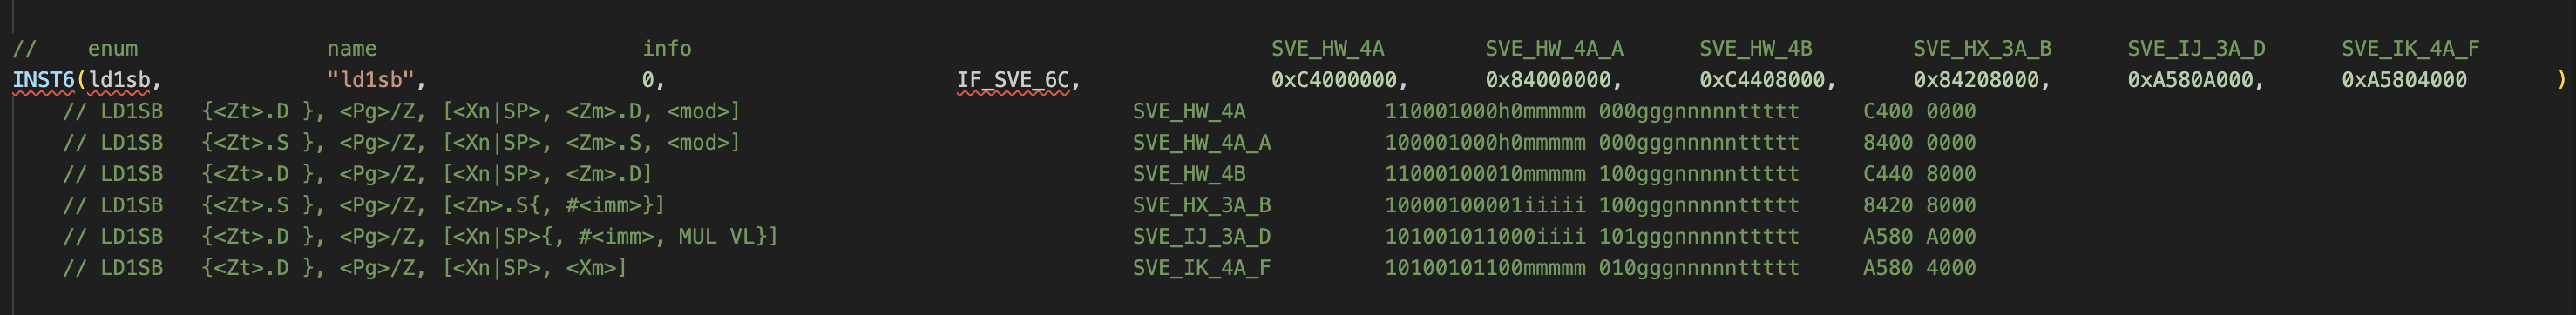 //    enum               name                     info                                              SVE_HW_4A        SVE_HW_4A_A      SVE_HW_4B        SVE_HX_3A_B      SVE_IJ_3A_D      SVE_IK_4A_F
INST6(ld1sb,             "ld1sb",                 0,                       IF_SVE_6C,               0xC4000000,      0x84000000,      0xC4408000,      0x84208000,      0xA580A000,      0xA5804000       )
    // LD1SB   {<Zt>.D }, <Pg>/Z, [<Xn|SP>, <Zm>.D, <mod>]                               SVE_HW_4A           110001000h0mmmmm 000gggnnnnnttttt     C400 0000
    // LD1SB   {<Zt>.S }, <Pg>/Z, [<Xn|SP>, <Zm>.S, <mod>]                               SVE_HW_4A_A         100001000h0mmmmm 000gggnnnnnttttt     8400 0000
    // LD1SB   {<Zt>.D }, <Pg>/Z, [<Xn|SP>, <Zm>.D]                                      SVE_HW_4B           11000100010mmmmm 100gggnnnnnttttt     C440 8000
    // LD1SB   {<Zt>.S }, <Pg>/Z, [<Zn>.S{, #<imm>}]                                     SVE_HX_3A_B         10000100001iiiii 100gggnnnnnttttt     8420 8000
    // LD1SB   {<Zt>.D }, <Pg>/Z, [<Xn|SP>{, #<imm>, MUL VL}]                            SVE_IJ_3A_D         101001011000iiii 101gggnnnnnttttt     A580 A000
    // LD1SB   {<Zt>.D }, <Pg>/Z, [<Xn|SP>, <Xm>]                                        SVE_IK_4A_F         10100101100mmmmm 010gggnnnnnttttt     A580 4000